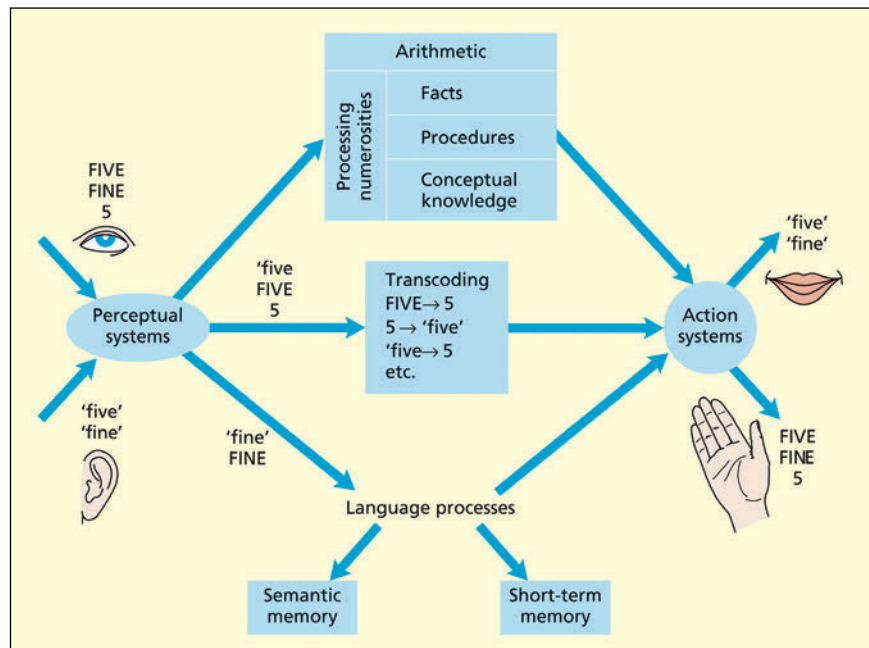 Arithmetic
Processing
numerosities
Facts
Procedures
Conceptual
knowledge
FIVE
FINE
5
'five'
'fine'
'five
FIVE
5
Transcoding
FIVE→ 5
5 → 'five'
'five→ 5
etc.
Perceptual
systems
Action
systems
'five'
'fine'
'fine'
FINE
FIVE
FINE
5
Language processes
Semantic
memory
Short-term
memory